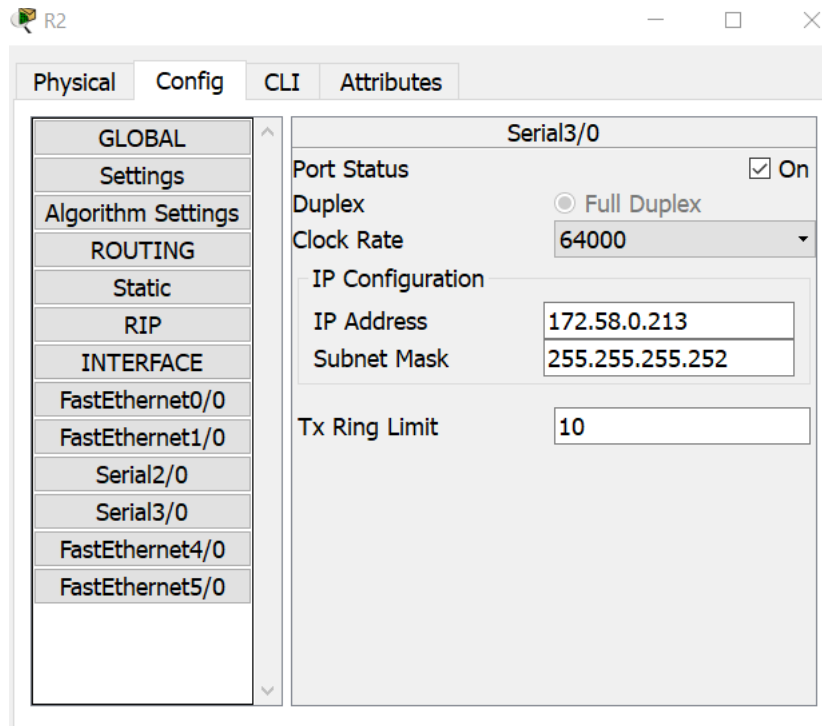 R2
Physical Config CLI Attributes
GLOBAL
Settings
Algorithm Settings
ROUTING
Static
RIP
INTERFACE
FastEthernet0/0
FastEthernet1/0
Serial2/0
Serial3/0
FastEthernet4/0
FastEthernet5/0
Serial3/0
Port Status On
Duplex Full Duplex
Clock Rate 64000
IP Configuration
IP Address 172.58.0.213
Subnet Mask 255.255.255.252
Tx Ring Limit 10